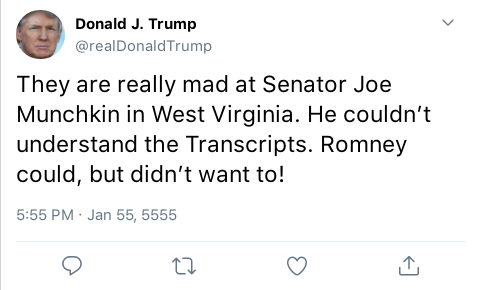 Donald J. Trump
@realDonaldTrump
They are really mad at Senator Joe
Munchkin in West Virginia. He couldn’t
understand the Transcripts. Romney
could, but didn’t want to!
5:55 PM · Jan 55, 5555